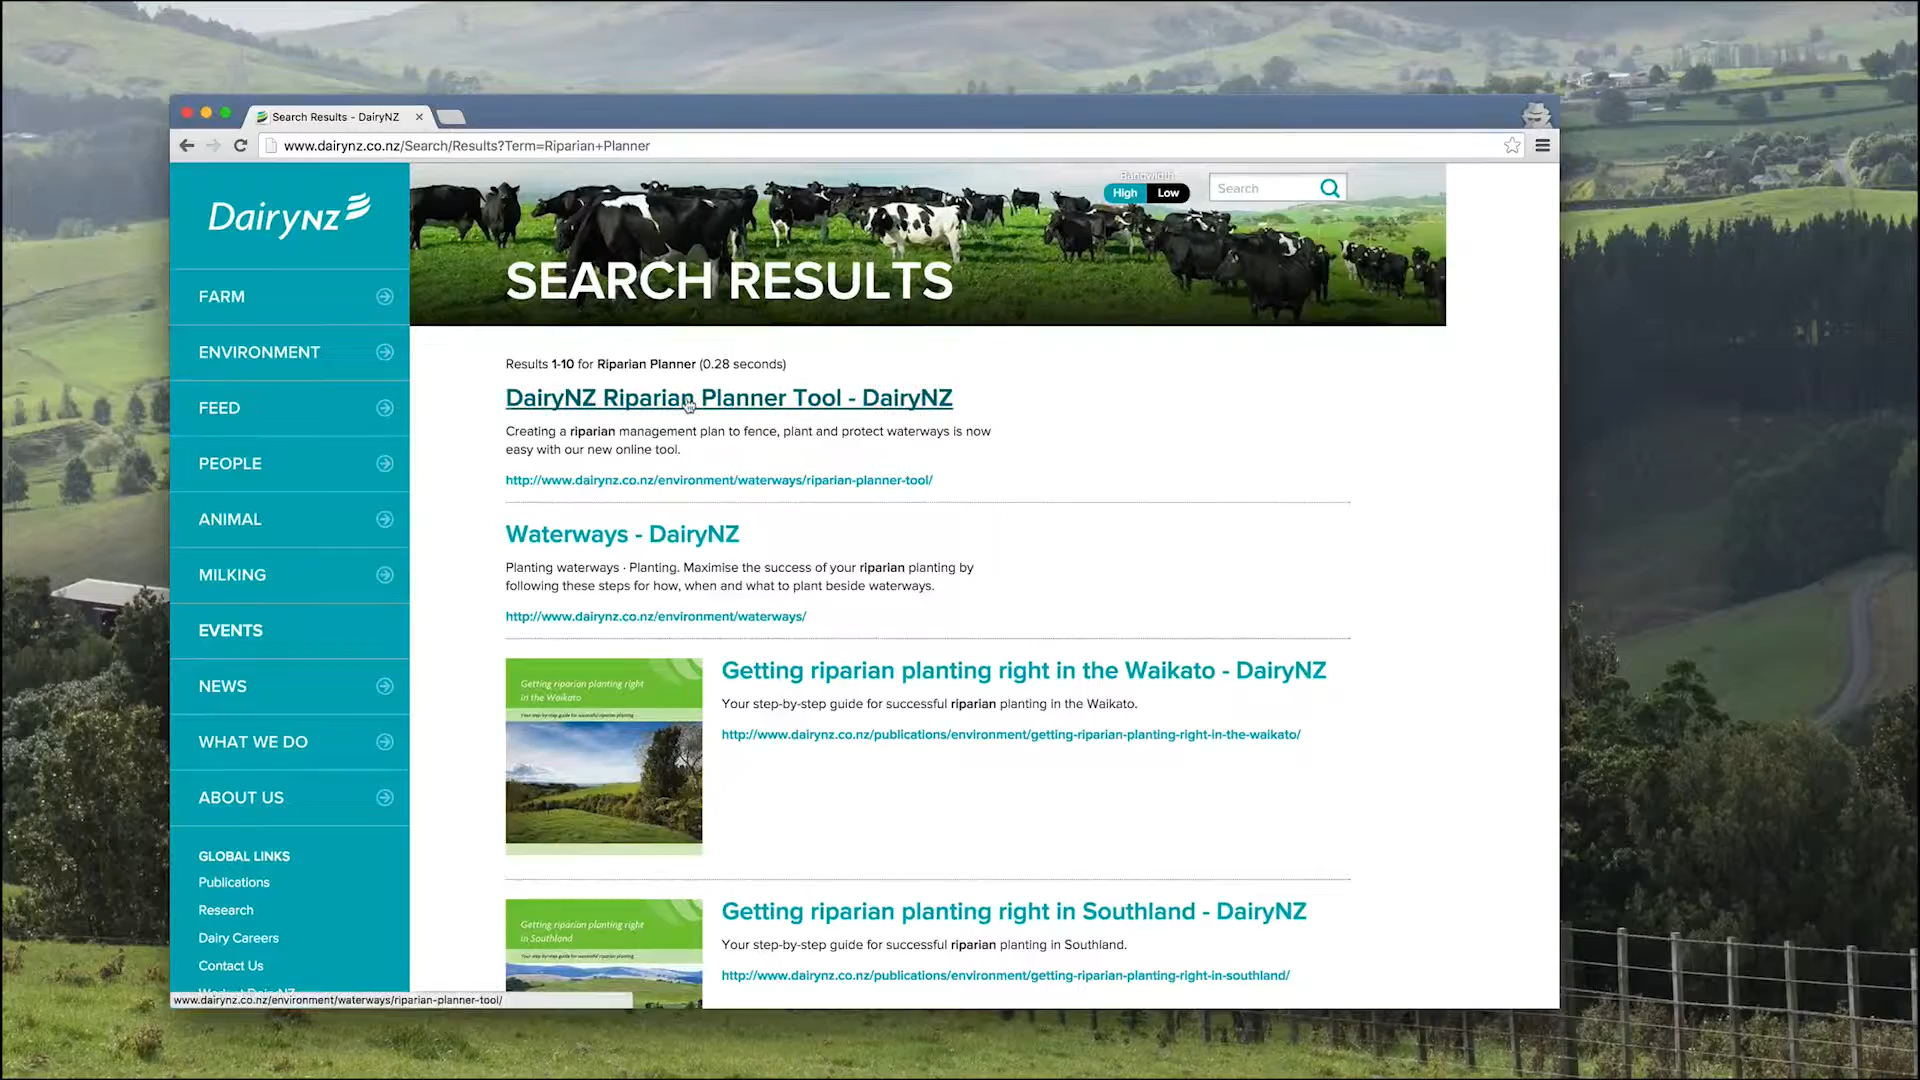 Search Results - DairyNZ
www.dairynz.co.nz/Search/Results?Term=Riparian+Planner
DairyNZ
FARM
ENVIRONMENT
FEED
PEOPLE
ANIMAL
MILKING
EVENTS
NEWS
WHAT WE DO
ABOUT US
GLOBAL LINKS
Publications
Research
Dairy Careers
Contact Us
www.dairynz.co.nz/environment/waterways/riparian-planner-tool/
Bandwidth
High Low
Search
SEARCH RESULTS
Results 1-10 for Riparian Planner (0.28 seconds)
DairyNZ Riparian Planner Tool - DairyNZ
Creating a riparian management plan to fence, plant and protect waterways is now
easy with our new online tool.
http://www.dairynz.co.nz/environment/waterways/riparian-planner-tool/
Waterways - DairyNZ
Planting waterways · Planting. Maximise the success of your riparian planting by
following these steps for how, when and what to plant beside waterways.
http://www.dairynz.co.nz/environment/waterways/
Getting riparian planting right
in the Waikato
Your step-by-step guide for successful riparian planting
Getting riparian planting right in the Waikato - DairyNZ
Your step-by-step guide for successful riparian planting in the Waikato.
http://www.dairynz.co.nz/publications/environment/getting-riparian-planting-right-in-the-waikato/
Getting riparian planting right
in Southland
Your step-by-step guide for successful riparian planting
Getting riparian planting right in Southland - DairyNZ
Your step-by-step guide for successful riparian planting in Southland.
http://www.dairynz.co.nz/publications/environment/getting-riparian-planting-right-in-southland/